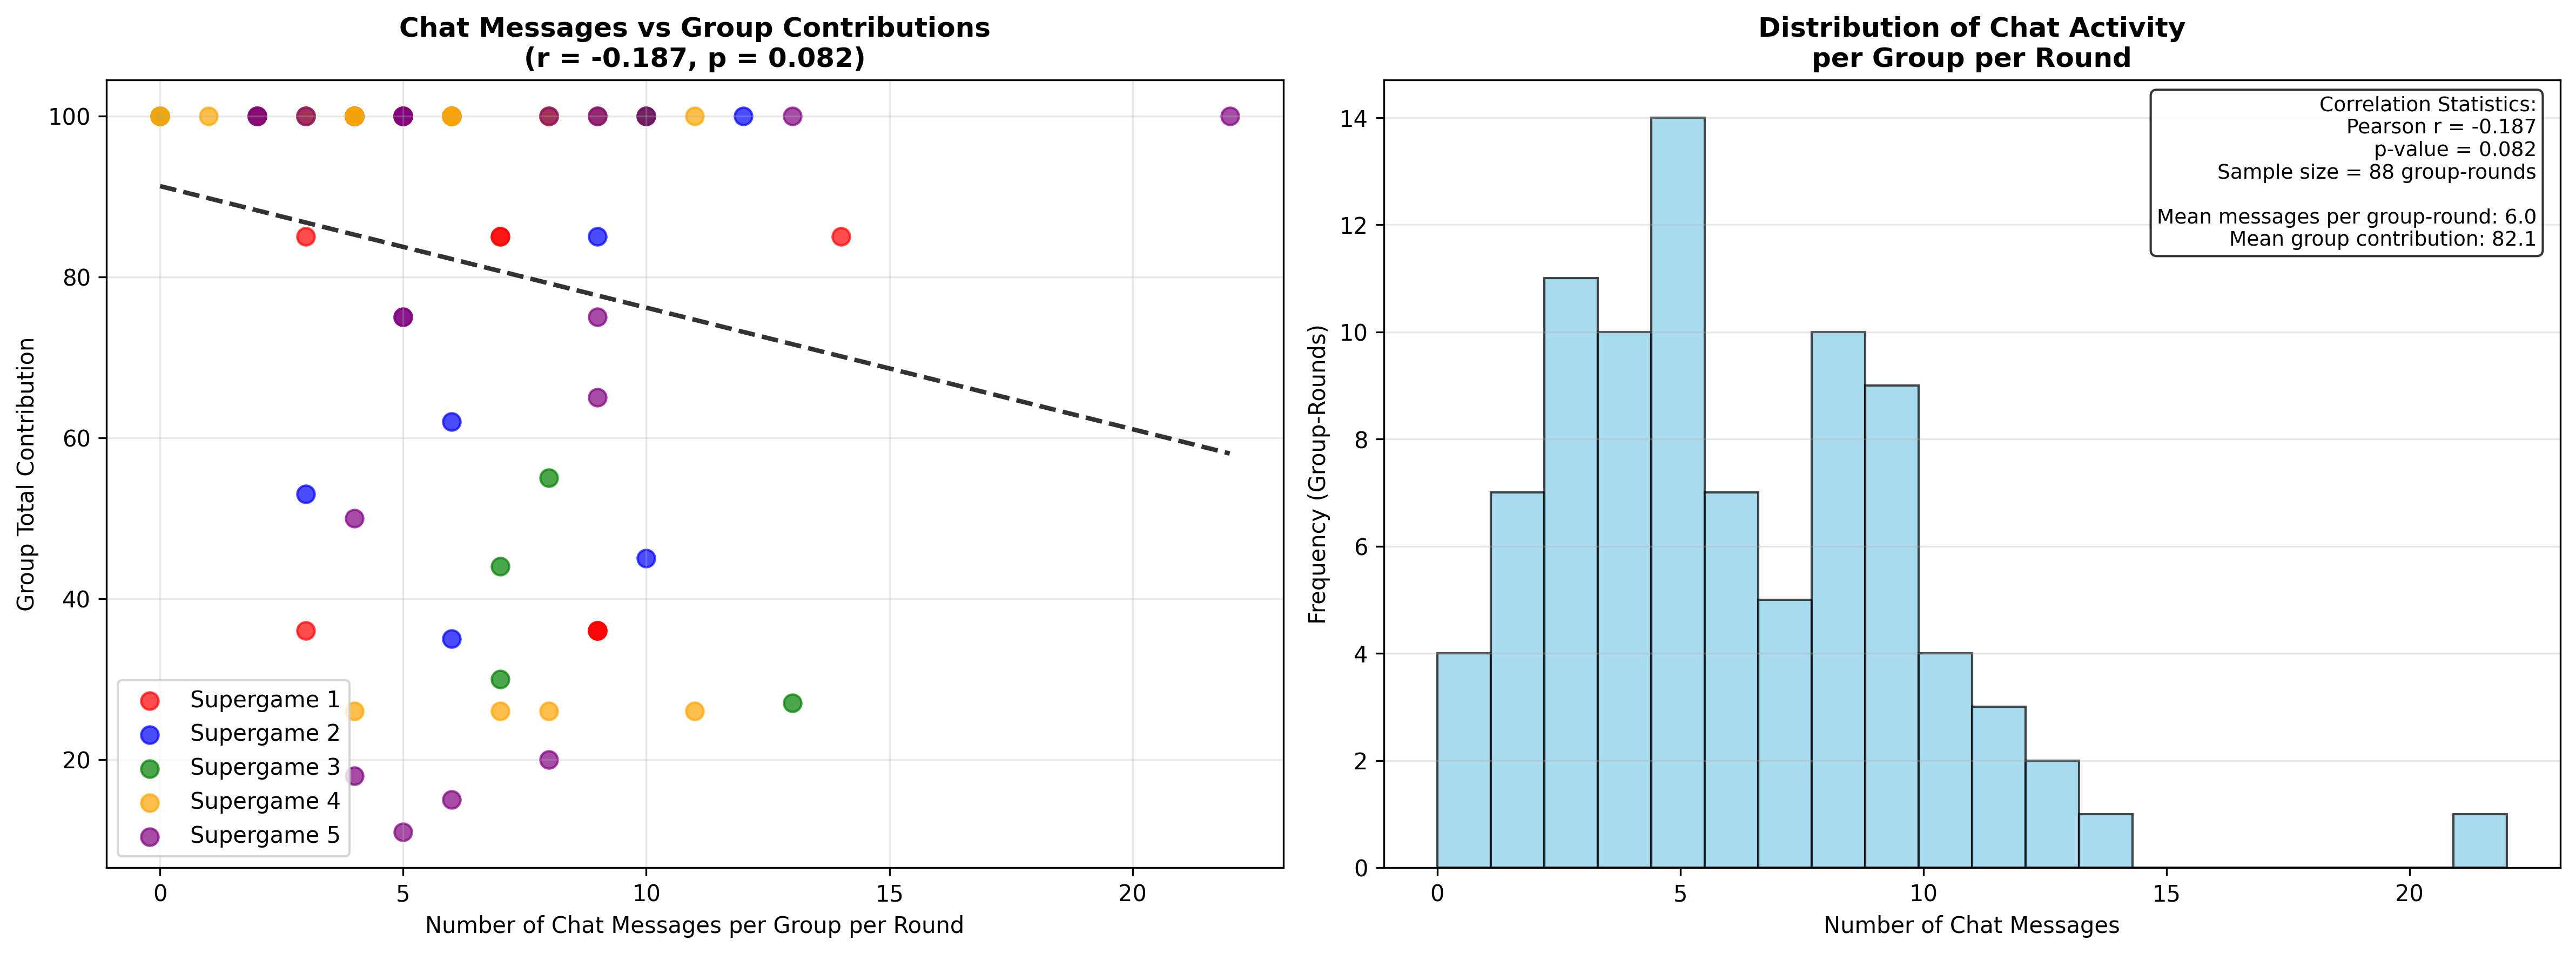 Chat Messages vs Group Contributions
(r = -0.187, p = 0.082)
100
80
60
40
20
Group Total Contribution
Supergame 1
Supergame 2
Supergame 3
Supergame 4
Supergame 5
0
5
10
15
20
Number of Chat Messages per Group per Round
Distribution of Chat Activity
per Group per Round
Correlation Statistics:
Pearson r = -0.187
p-value = 0.082
Sample size = 88 group-rounds
Mean messages per group-round: 6.0
Mean group contribution: 82.1
14
12
10
8
6
4
2
0
Frequency (Group-Rounds)
0
5
10
15
20
Number of Chat Messages